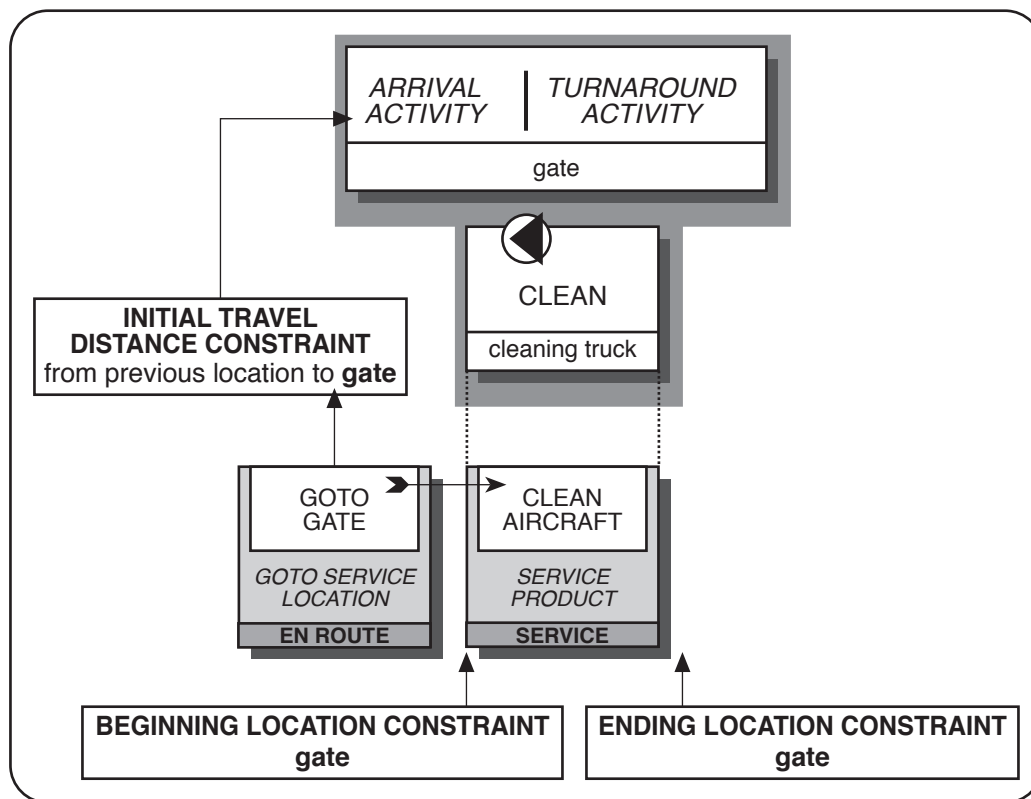 ARRIVAL
ACTIVITY
TURNAROUND
ACTIVITY
gate
CLEAN
cleaning truck
INITIAL TRAVEL
DISTANCE CONSTRAINT
from previous location to gate
GOTO
GATE
GOTO SERVICE
LOCATION
EN ROUTE
CLEAN
AIRCRAFT
SERVICE
PRODUCT
SERVICE
BEGINNING LOCATION CONSTRAINT
gate
ENDING LOCATION CONSTRAINT
gate